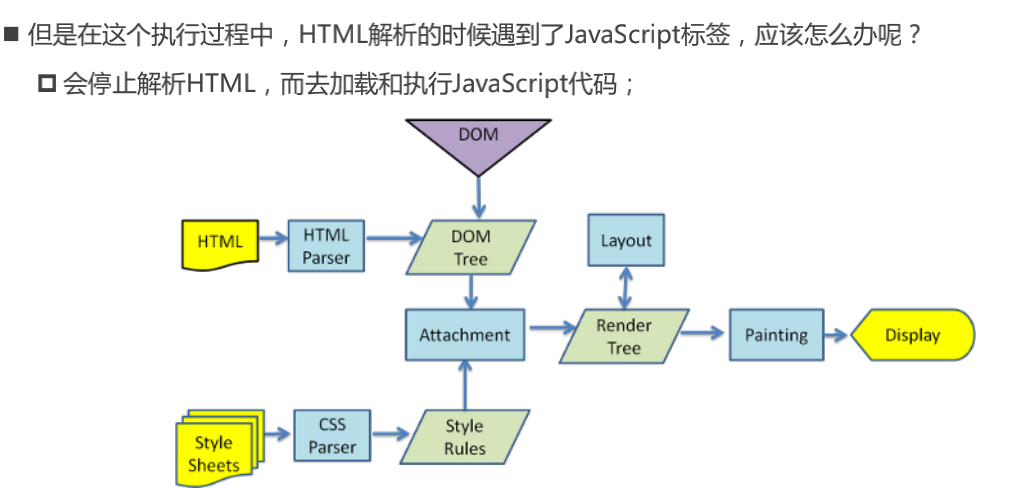 但是在这个执行过程中，HTML解析的时候遇到了JavaScript标签，应该怎么办呢？
会停止解析HTML，而去加载和执行JavaScript代码；
DOM
HTML
HTML
Parser
DOM
Tree
Layout
Attachment
Render
Tree
Painting
Display
Style
Sheets
CSS
Parser
Style
Rules